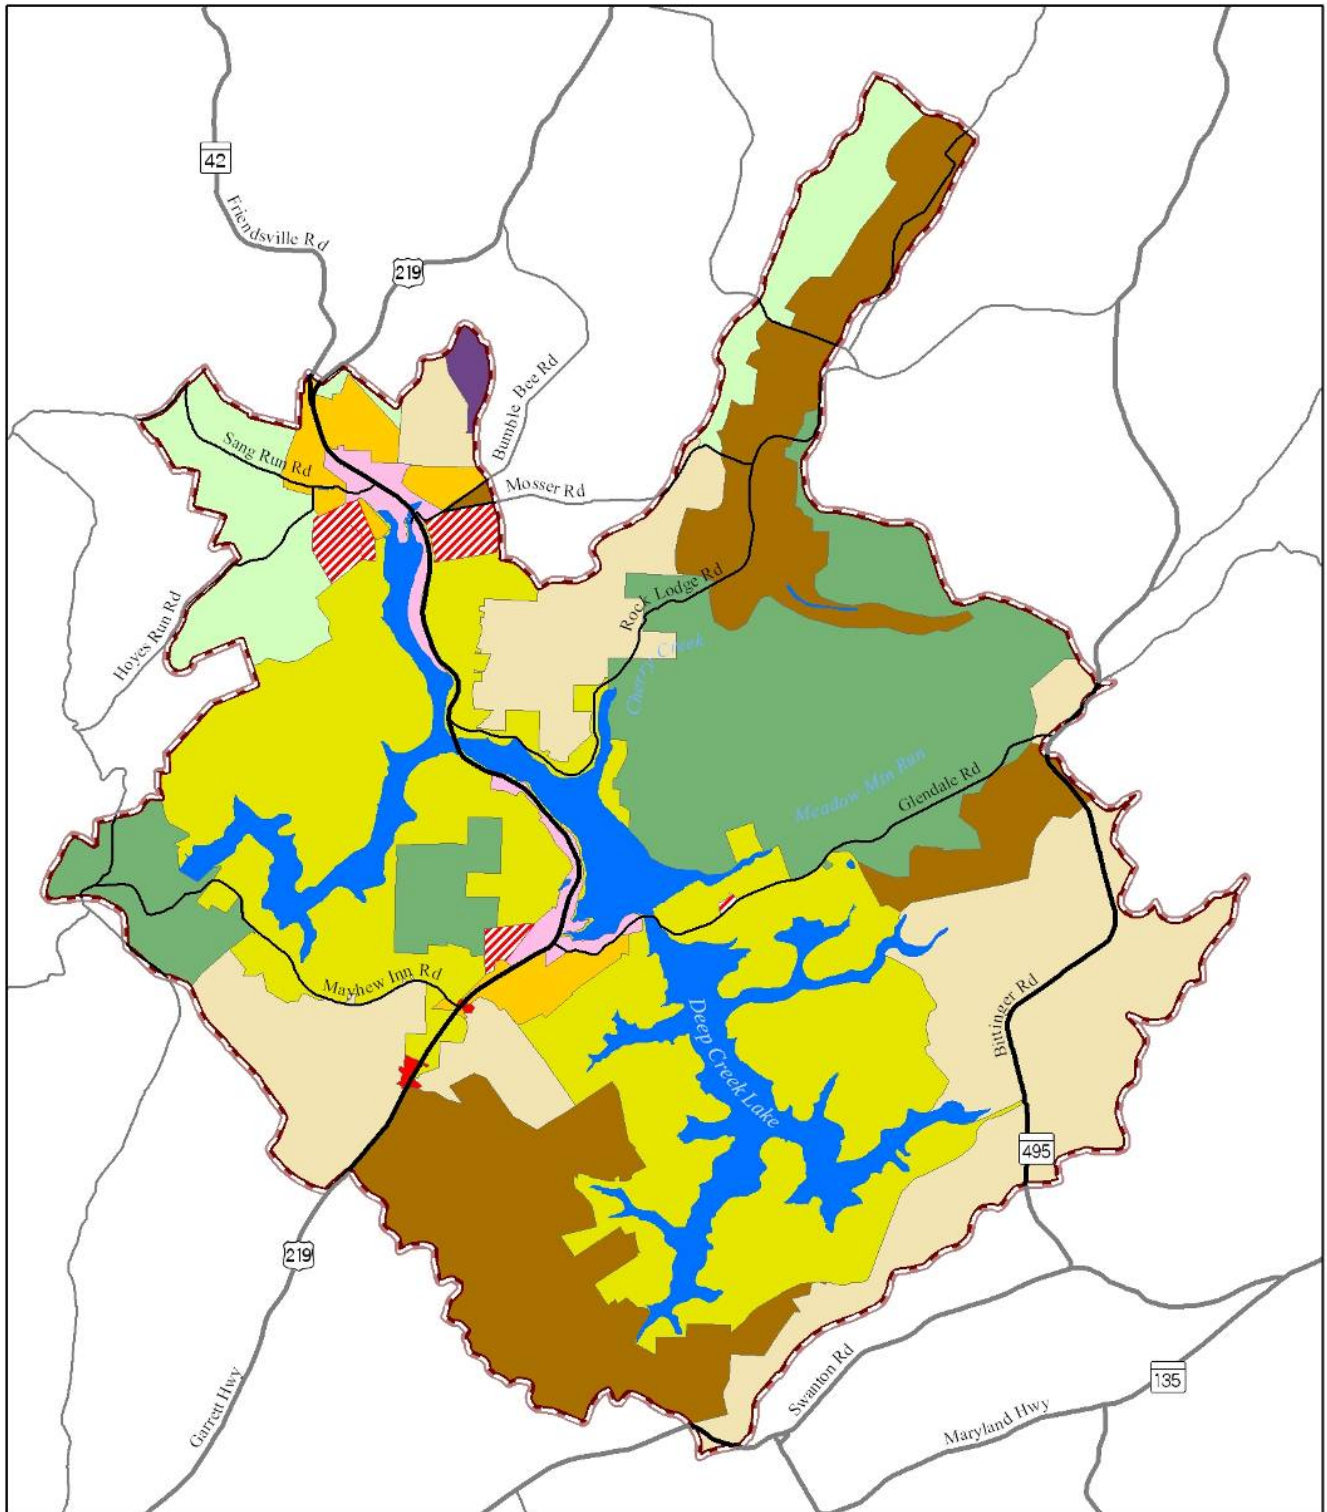 42
Friendsville Rd
219
Bumble Bee Rd
Sang Run Rd
Mosser Rd
Rock Lodge Rd
Hoyes Run Rd
Cherry Creek
Meadow Mtn Run
Glendale Rd
Mayhew Inn Rd
Deep Creek Lake
Bittinger Rd
495
219
Swanton Rd
135
Garrett Hwy
Maryland Hwy